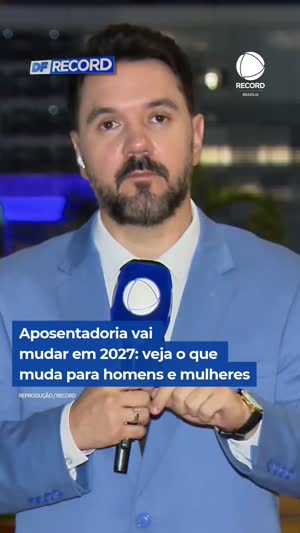 DF RECORD
RECORD
BRASÍLIA
Aposentadoria vai
mudar em 2027: veja o que
muda para homens e mulheres
REPRODUÇÃO/RECORD